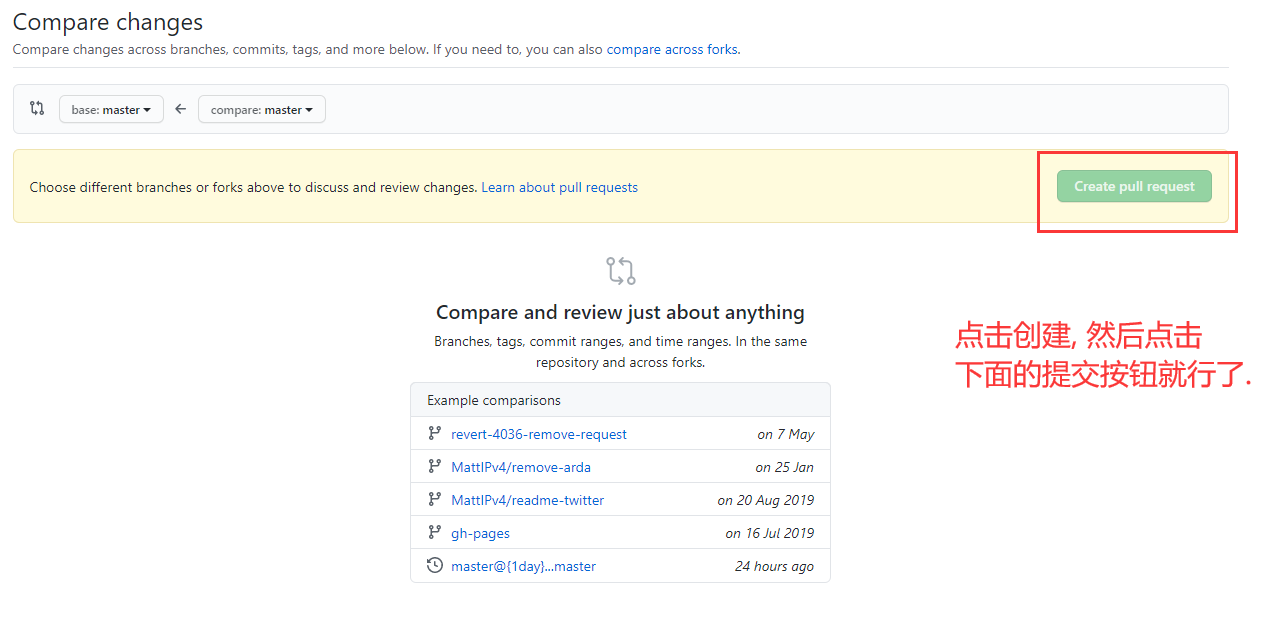 Compare changes
Compare changes across branches, commits, tags, and more below. If you need to, you can also compare across forks.
base: master
compare: master
Choose different branches or forks above to discuss and review changes. Learn about pull requests
Create pull request
Compare and review just about anything
Branches, tags, commit ranges, and time ranges. In the same
repository and across forks.
点击创建, 然后点击
下面的提交按钮就行了.
Example comparisons
revert-4036-remove-request on 7 May
MattIPv4/remove-arda on 25 Jan
MattIPv4/readme-twitter on 20 Aug 2019
gh-pages on 16 Jul 2019
master@{1day}...master 24 hours ago